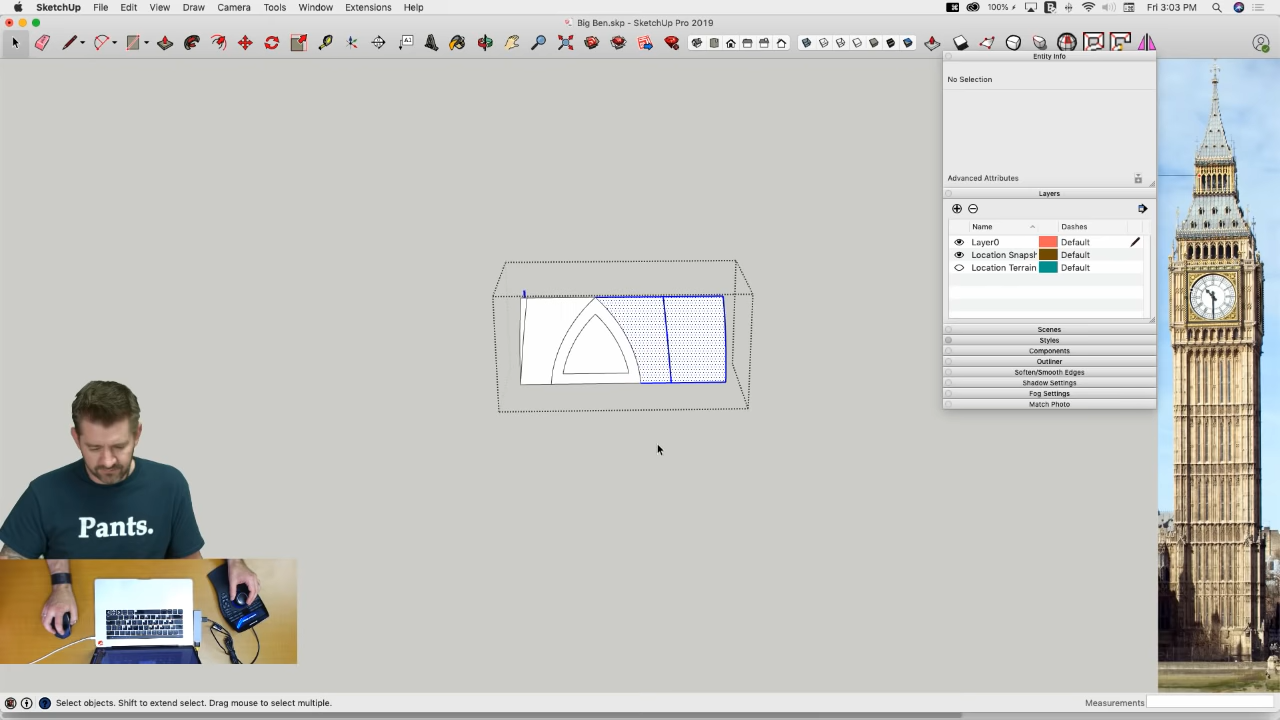 SketchUp File Edit View Draw Camera Tools Window Extensions Help 100% Fri 3:03 PM
Big Ben.skp - SketchUp Pro 2019
Entity Info
No Selection
Advanced Attributes
Layers
Name Dashes
Layer0 Default
Location Snapsh Default
Location Terrain Default
Scenes
Styles
Components
Outliner
Soften/Smooth Edges
Shadow Settings
Fog Settings
Match Photo
Pants.
Select objects. Shift to extend select. Drag mouse to select multiple. Measurements